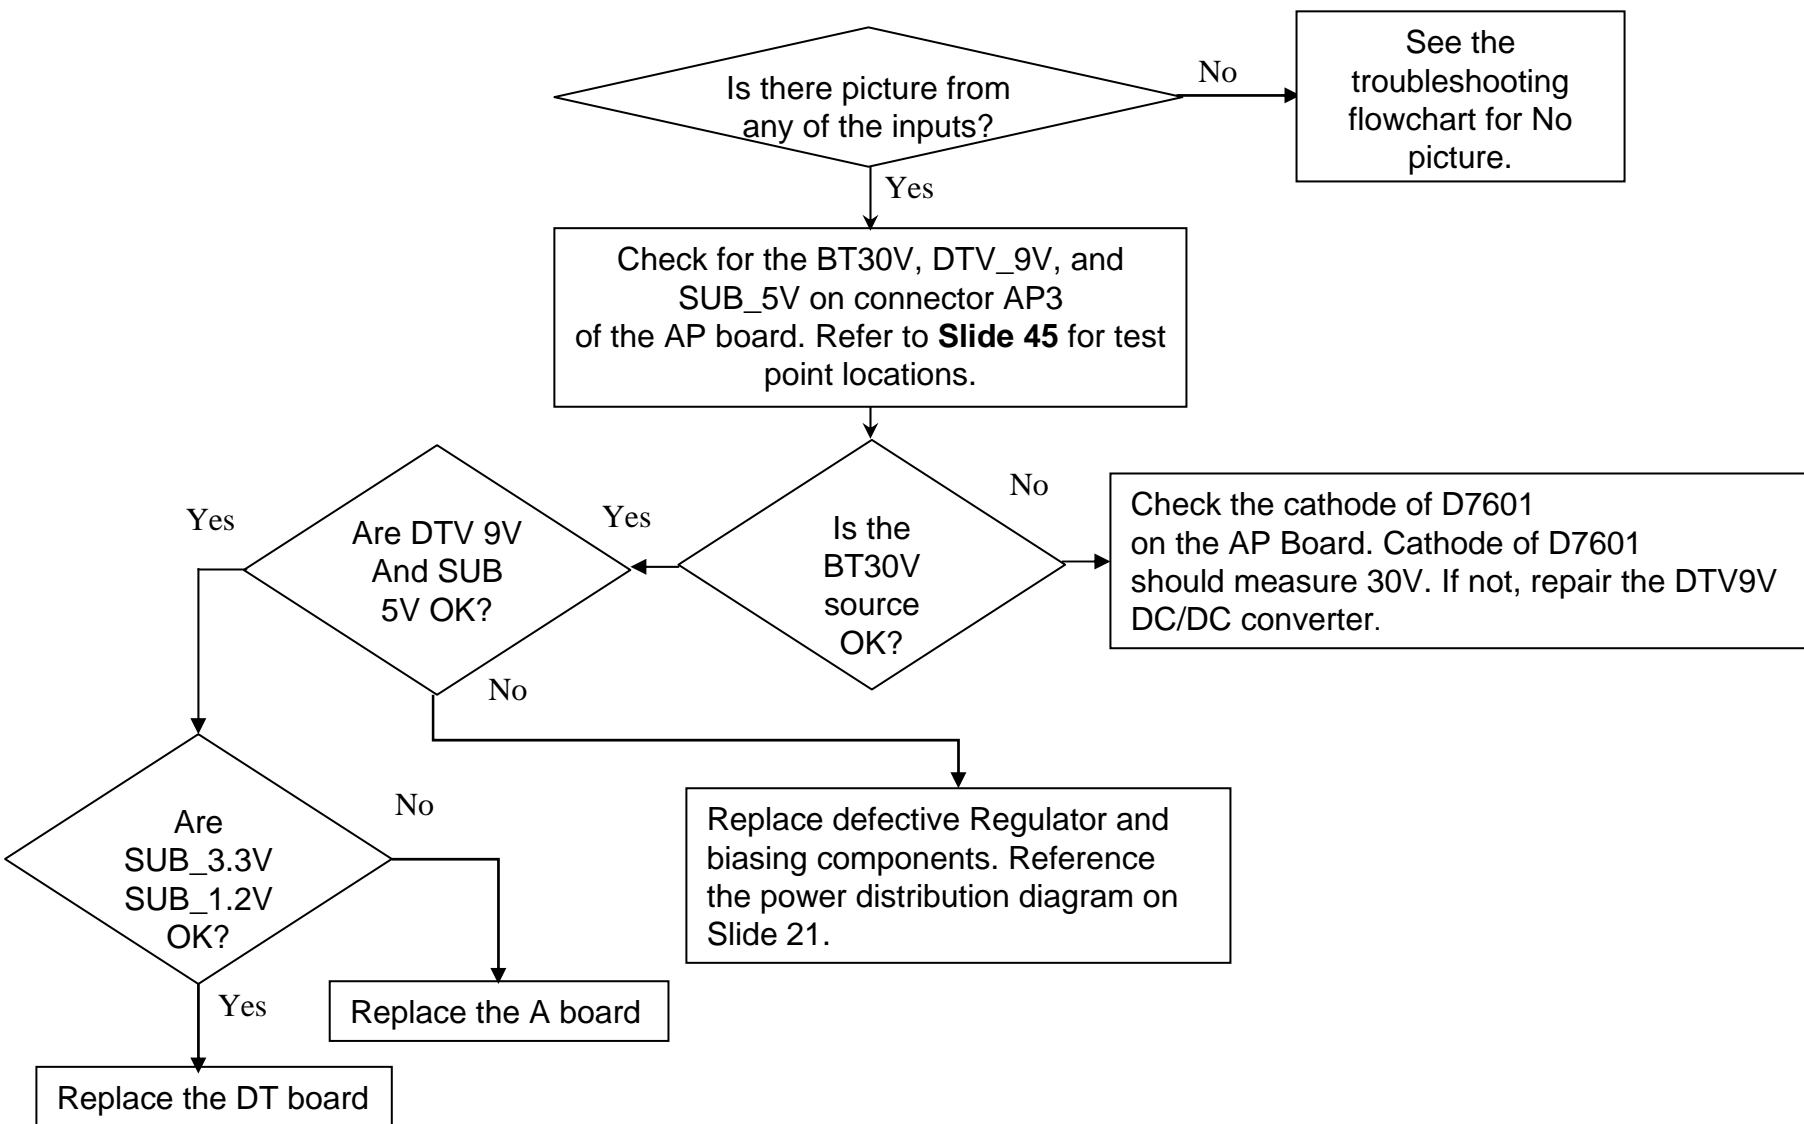 Is there picture from
any of the inputs?
No
See the
troubleshooting
flowchart for No
picture.
Yes
Check for the BT30V, DTV_9V, and
SUB_5V on connector AP3
of the AP board. Refer to Slide 45 for test
point locations.
Is the
BT30V
source
OK?
No
Check the cathode of D7601
on the AP Board. Cathode of D7601
should measure 30V. If not, repair the DTV9V
DC/DC converter.
Yes
Are DTV 9V
And SUB
5V OK?
No
Replace defective Regulator and
biasing components. Reference
the power distribution diagram on
Slide 21.
Yes
Are
SUB_3.3V
SUB_1.2V
OK?
No
Replace the A board
Yes
Replace the DT board